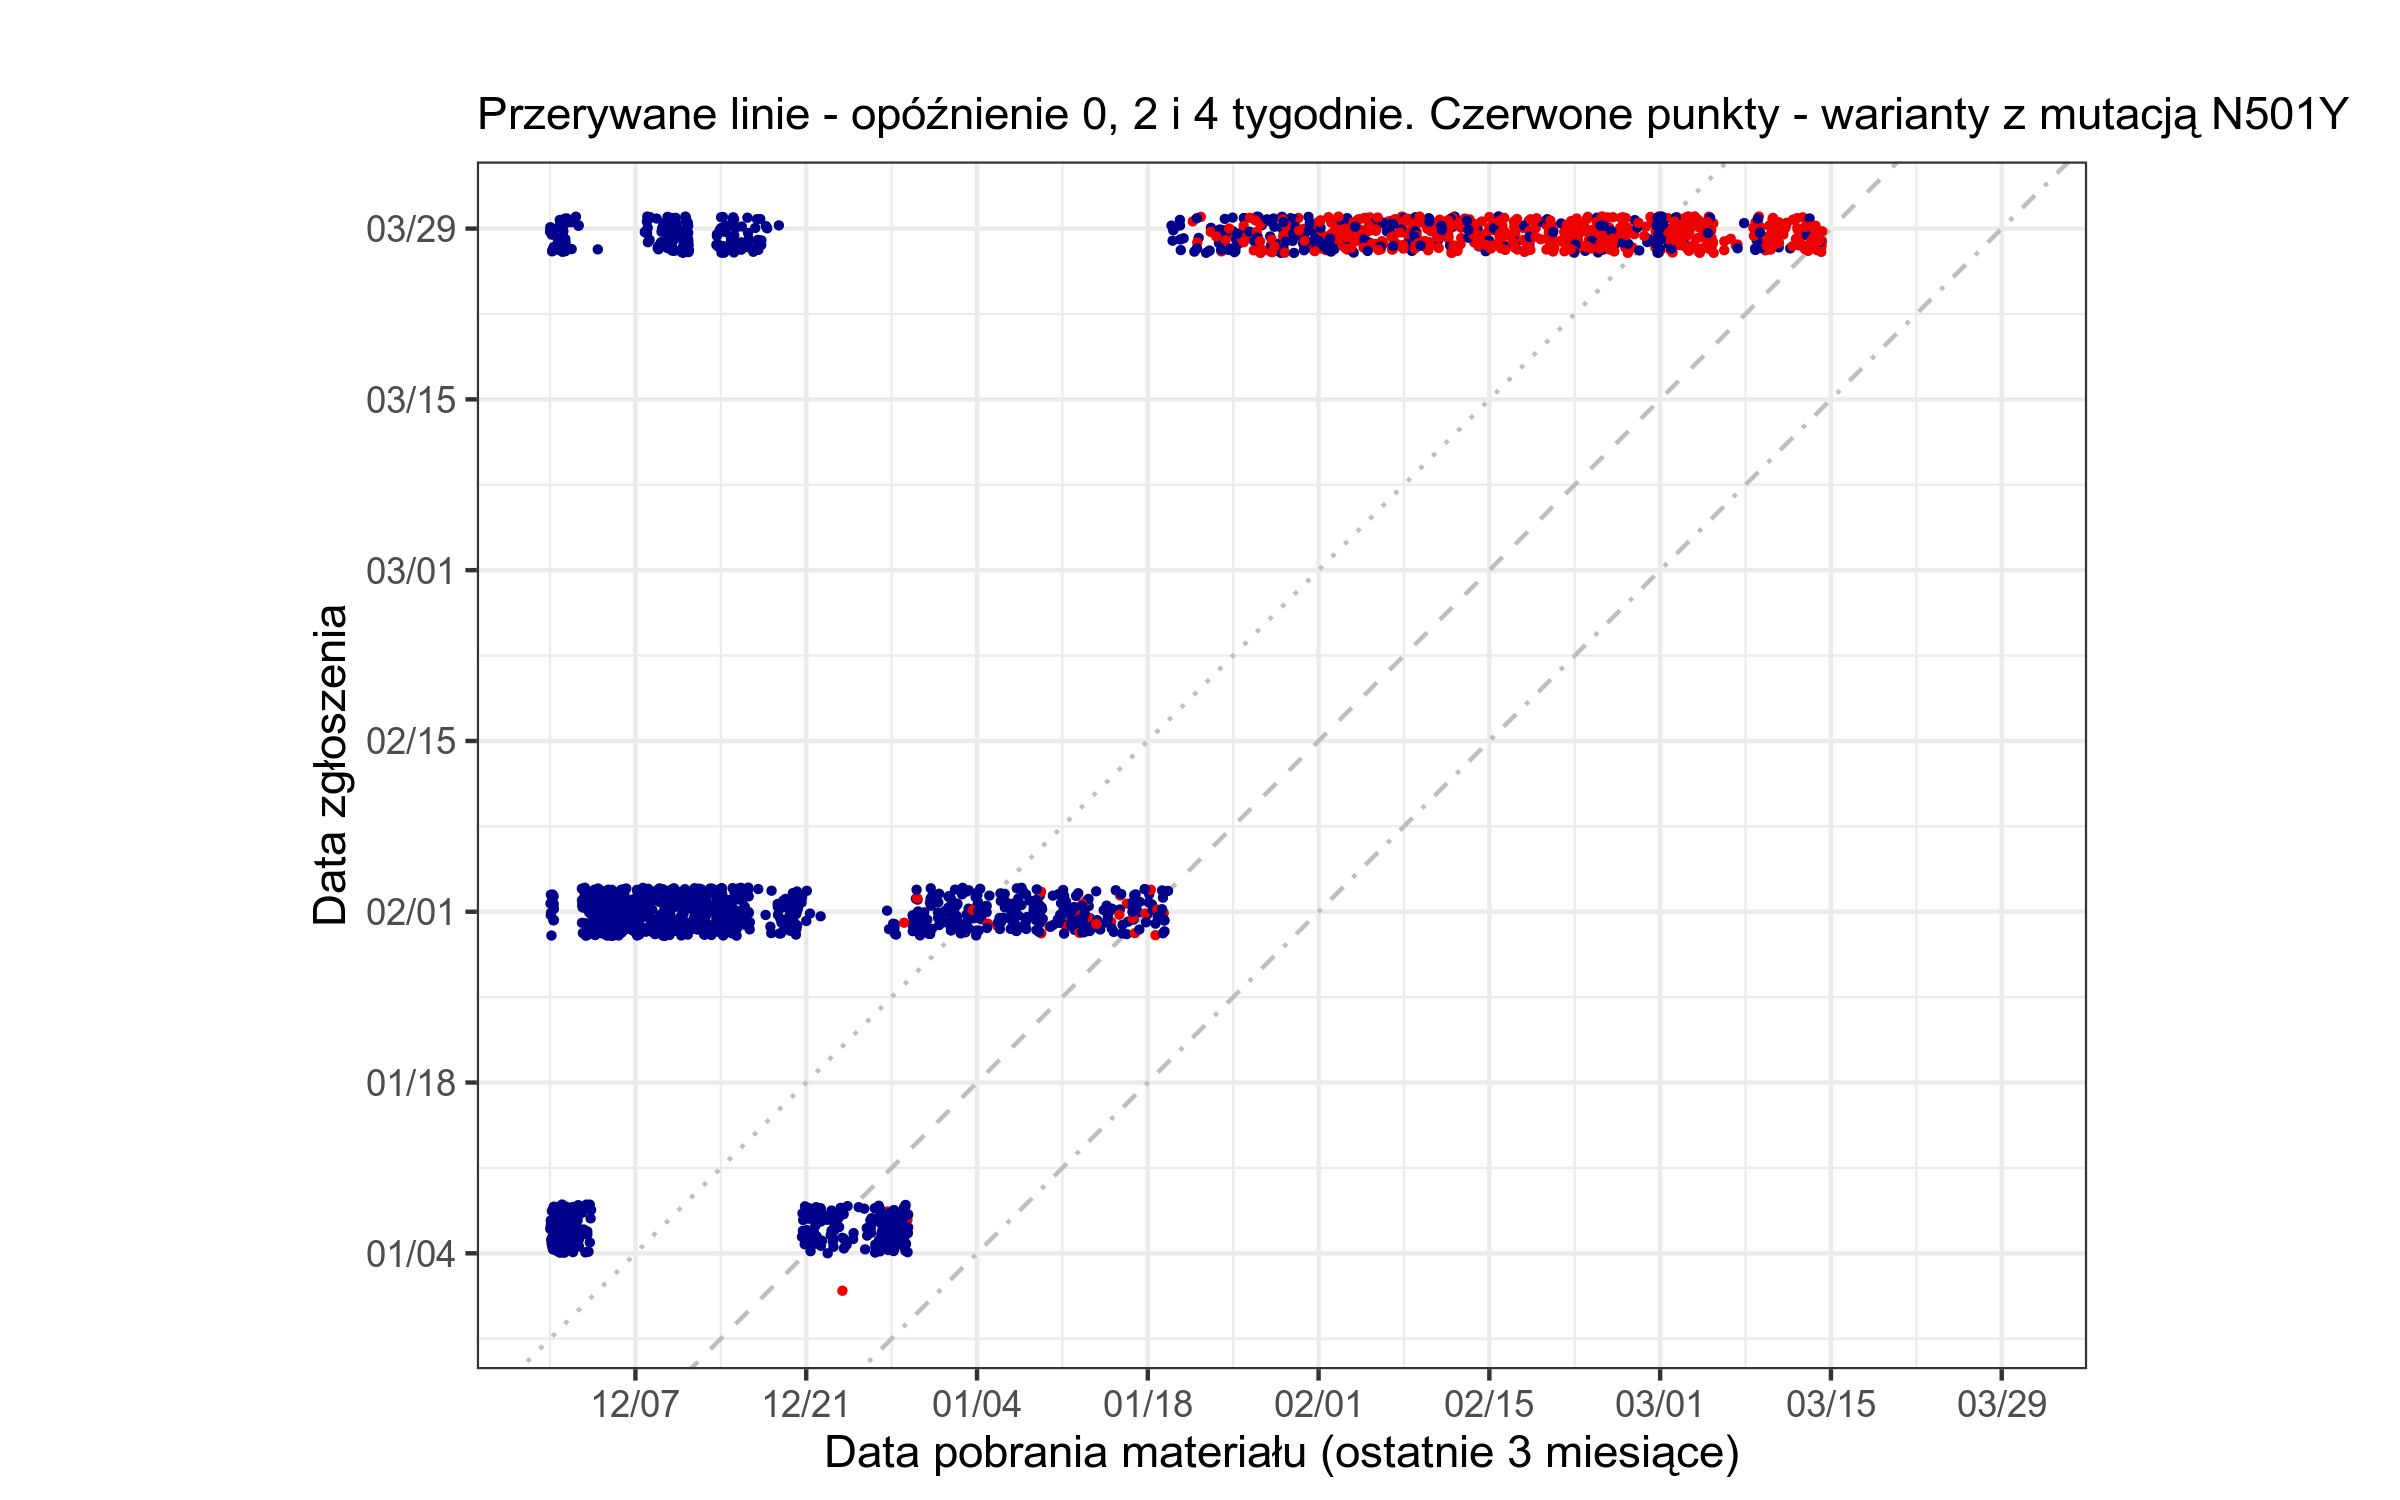 Przerywane linie - opóźnienie 0, 2 i 4 tygodnie. Czerwone punkty - warianty z mutacją N501Y
Data zgłoszenia
03/29
03/15
03/01
02/15
02/01
01/18
01/04
12/07 12/21 01/04 01/18 02/01 02/15 03/01 03/15 03/29
Data pobrania materiału (ostatnie 3 miesiące)